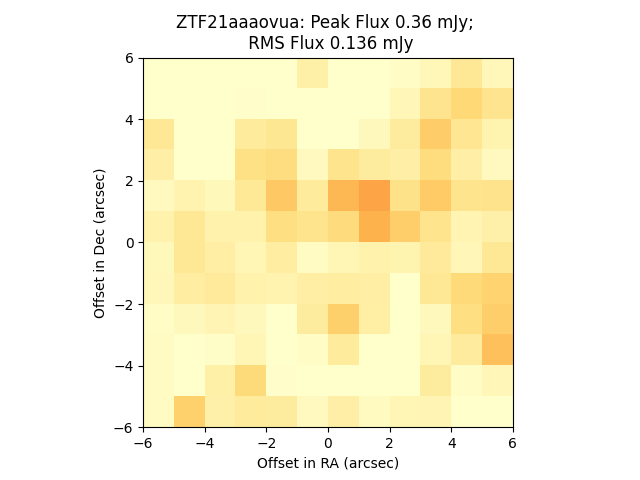 ZTF21aaaovua: Peak Flux 0.36 mJy;
RMS Flux 0.136 mJy
6
4
2
0
−2
−4
−6
Offset in Dec (arcsec)
−6 −4 −2 0 2 4 6
Offset in RA (arcsec)